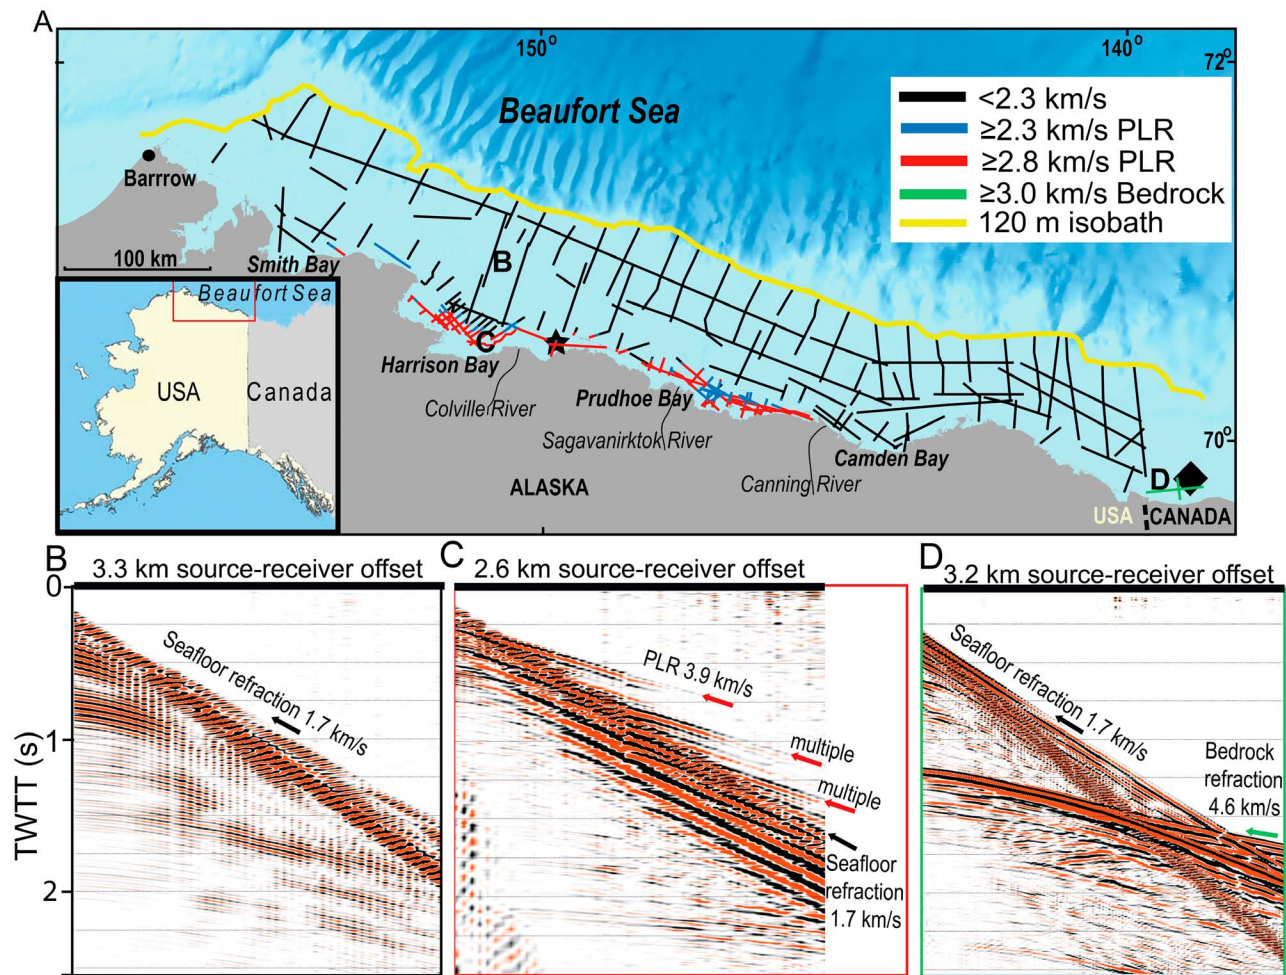 A
150°
140°
72°
Beaufort Sea
<2.3 km/s
≥2.3 km/s PLR
≥2.8 km/s PLR
≥3.0 km/s Bedrock
120 m isobath
Barrrow
B
100 km
Smith Bay
Beaufort Sea
C
Harrison Bay
USA
Canada
Colville River
Prudhoe Bay
Sagavanirktok River
70°
Camden Bay
Canning River
D
ALASKA
USA
CANADA
B
3.3 km source-receiver offset
C
2.6 km source-receiver offset
D
3.2 km source-receiver offset
0
1
2
TWTT (s)
Seafloor refraction 1.7 km/s
PLR 3.9 km/s
multiple
multiple
Seafloor
refraction
1.7 km/s
Seafloor refraction 1.7 km/s
Bedrock
refraction
4.6 km/s